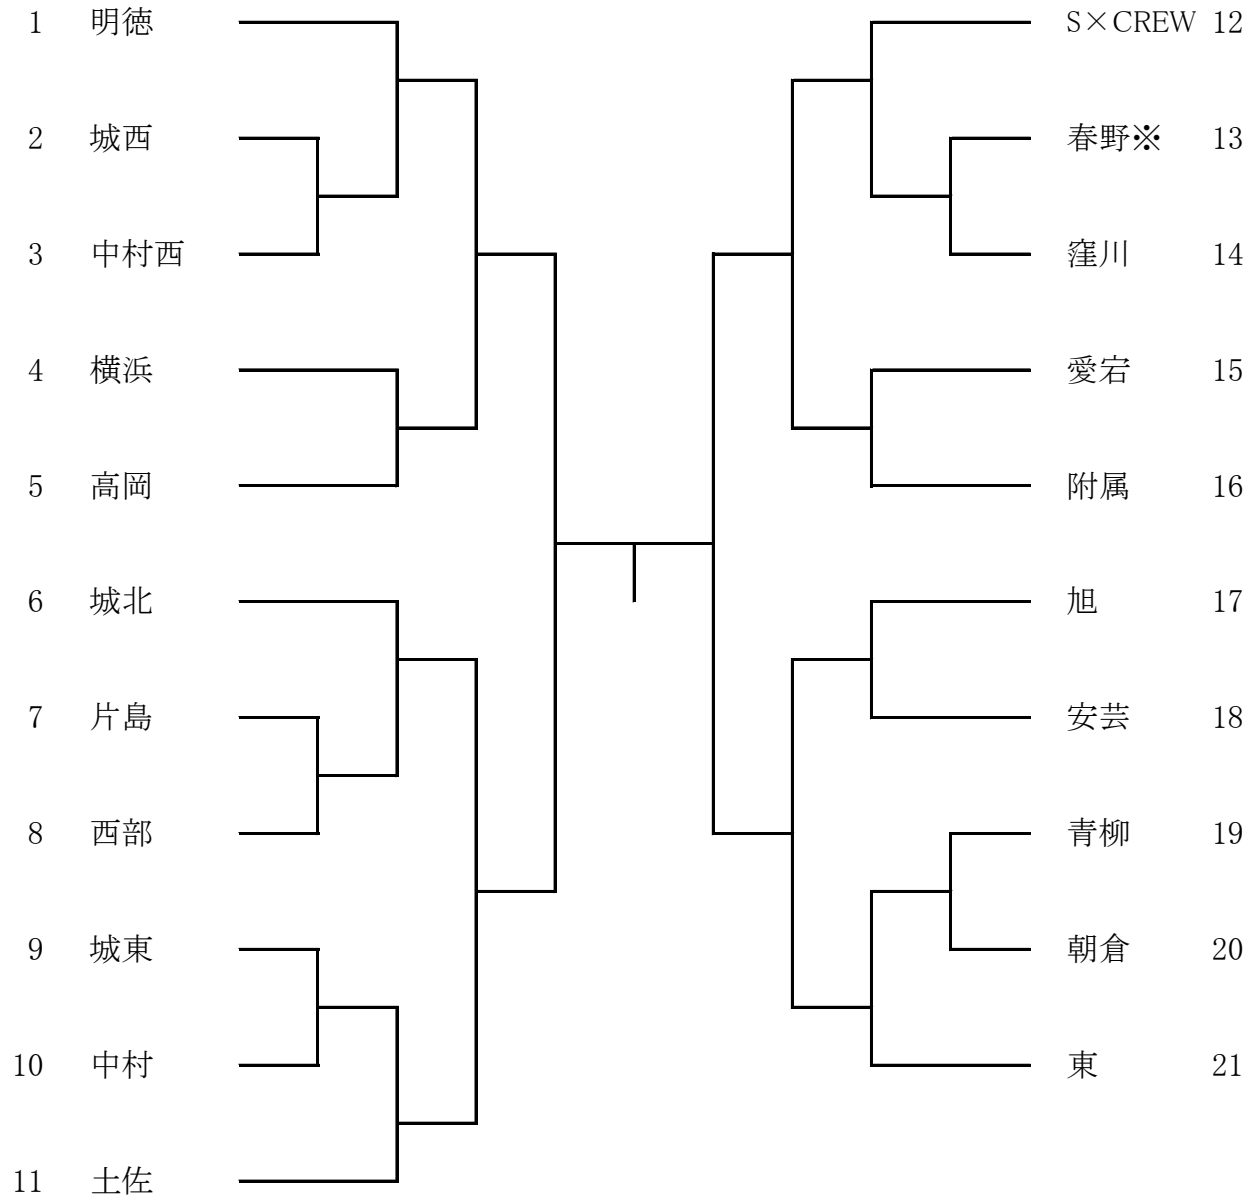 1 明徳
2 城西
3 中村西
4 横浜
5 高岡
6 城北
7 片島
8 西部
9 城東
10 中村
11 土佐
S×CREW 12
春野※ 13
窪川 14
愛宕 15
附属 16
旭 17
安芸 18
青柳 19
朝倉 20
東 21